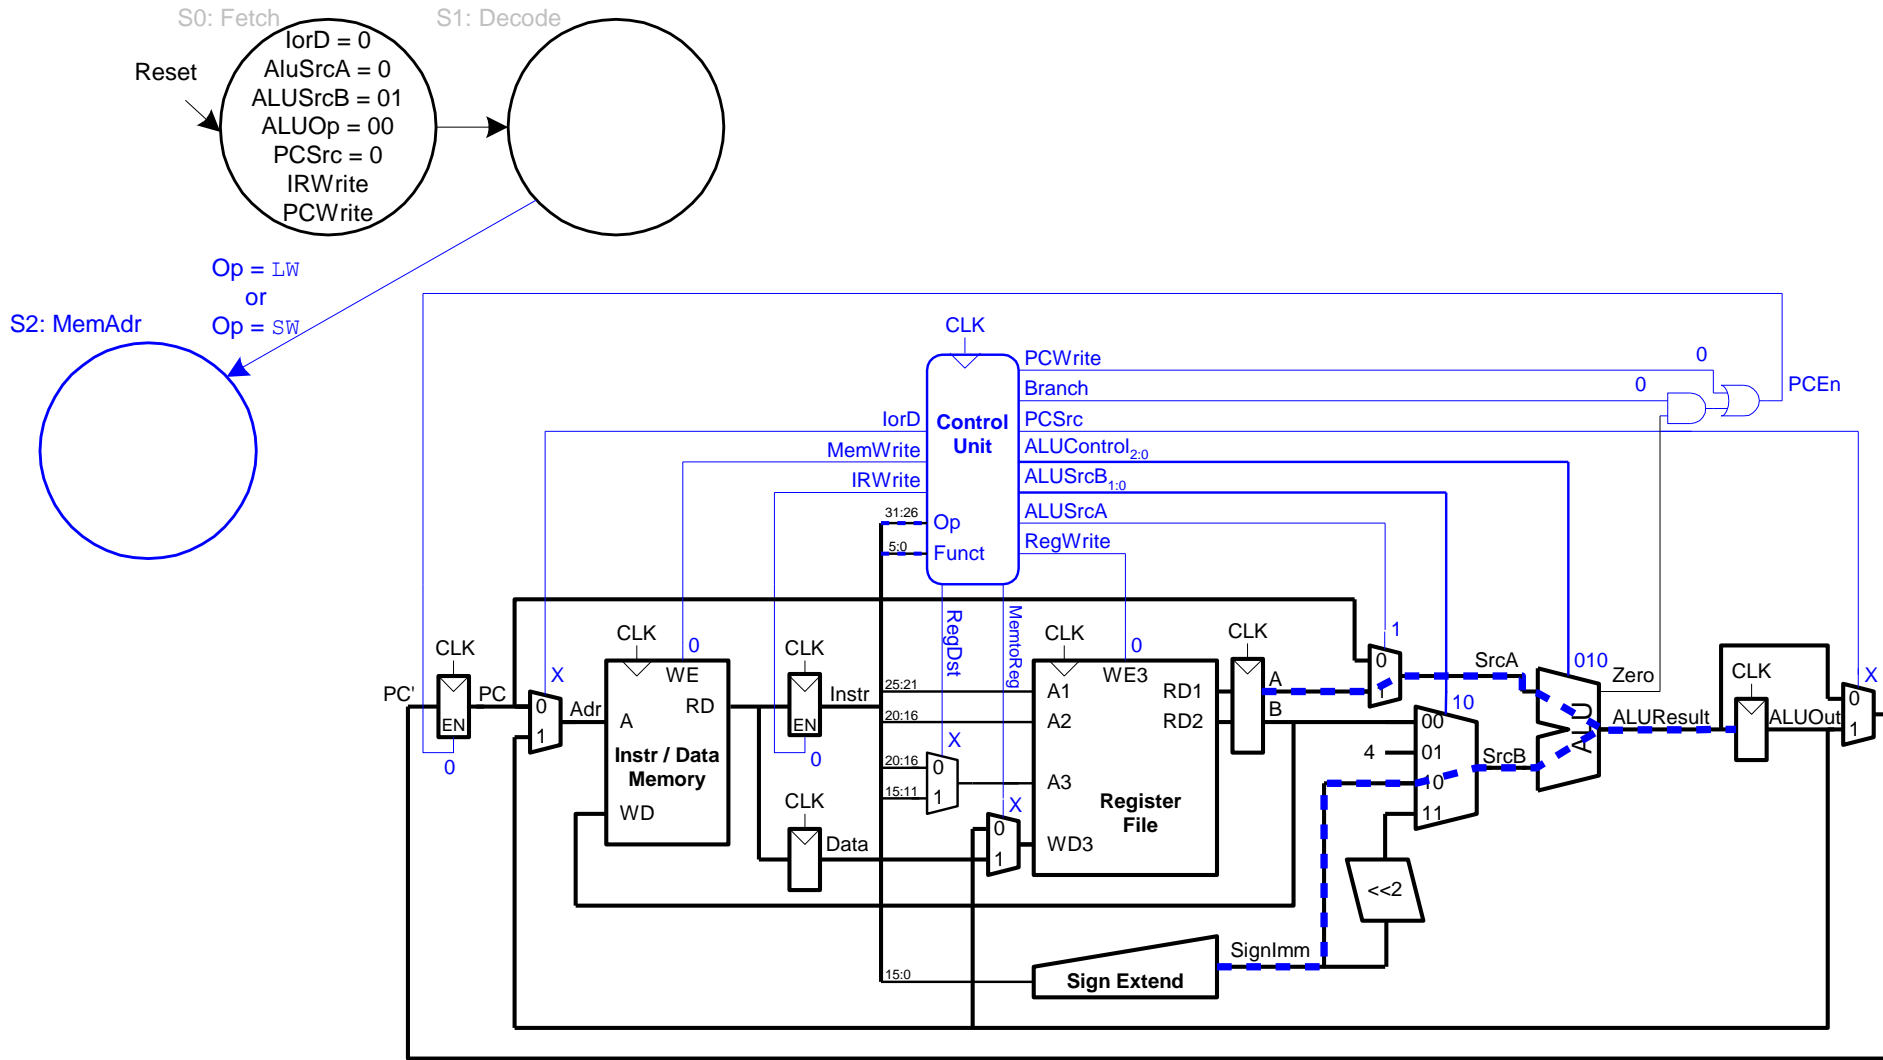 S0: Fetch
S1: Decode
IorD = 0
AluSrcA = 0
ALUSrcB = 01
ALUOp = 00
PCSrc = 0
IRWrite
PCWrite
Reset
Op = LW
or
Op = SW
S2: MemAdr
CLK
PCWrite
0
Branch
0
PCEn
IorD
Control
Unit
PCSrc
MemWrite
ALUControl2:0
IRWrite
ALUSrcB1:0
31:26
Op
ALUSrcA
5:0
Funct
RegWrite
RegDst
MemtoReg
CLK
CLK
CLK
CLK
CLK
CLK
0
0
1
010
X
X
10
PC'
PC
EN
0
0
1
Adr
A
WE
RD
Instr / Data
Memory
WD
Instr
EN
0
CLK
Data
25:21
20:16
20:16
15:11
15:0
X
0
1
X
0
1
A1
A2
A3
WD3
WE3
RD1
RD2
Register
File
A
B
0
1
SrcA
4
00
01
10
11
SrcB
ALU
Zero
ALUResult
ALUOut
0
1
<<2
SignImm
Sign Extend